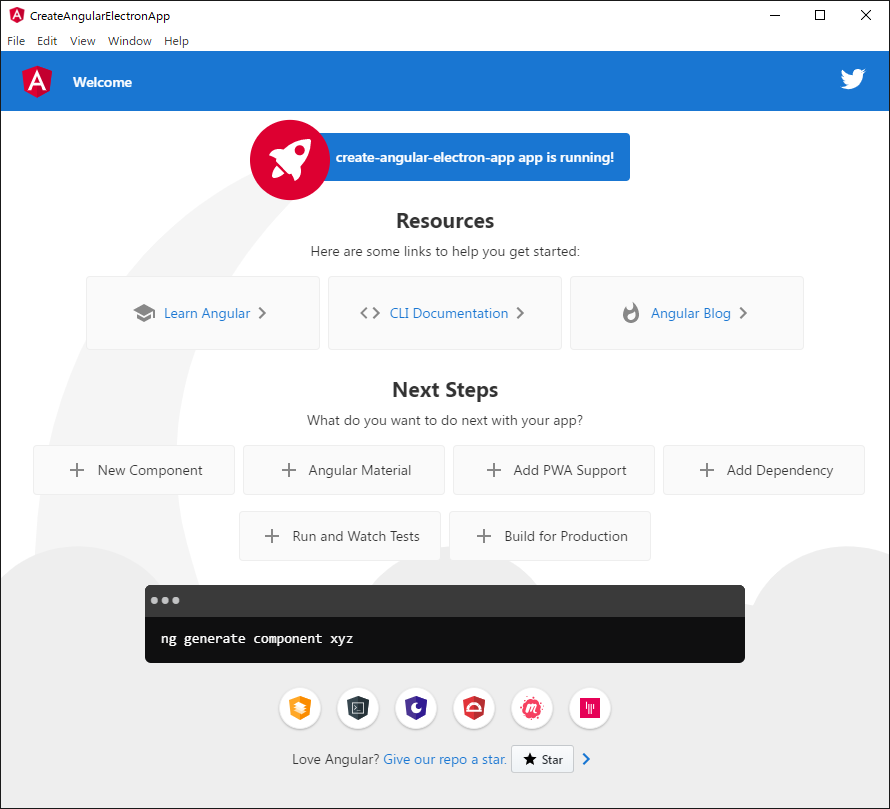 CreateAngularElectronApp
File Edit View Window Help
Welcome
create-angular-electron-app app is running!
Resources
Here are some links to help you get started:
Learn Angular
CLI Documentation
Angular Blog
Next Steps
What do you want to do next with your app?
New Component
Angular Material
Add PWA Support
Add Dependency
Run and Watch Tests
Build for Production
ng generate component xyz
Love Angular? Give our repo a star. Star